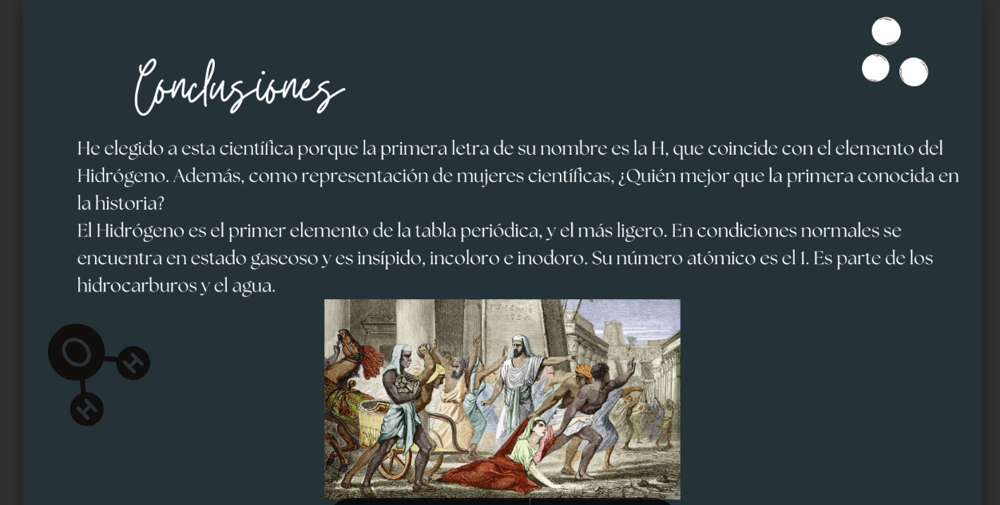 Conclusiones
He elegido a esta científica porque la primera letra de su nombre es la H, que coincide con el elemento del
Hidrógeno. Además, como representación de mujeres científicas, ¿Quién mejor que la primera conocida en
la historia?
El Hidrógeno es el primer elemento de la tabla periódica, y el más ligero. En condiciones normales se
encuentra en estado gaseoso y es insípido, incoloro e inodoro. Su número atómico es el 1. Es parte de los
hidrocarburos y el agua.
O
H
H